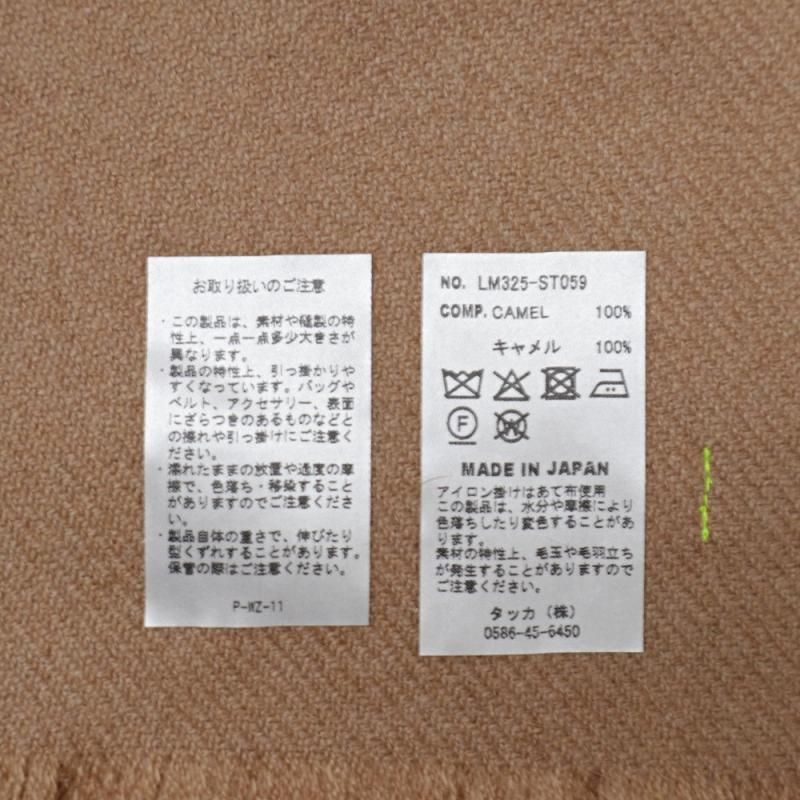 お取り扱いのご注意
・この製品は、素材や縫製の特
性上、一点一点多少大きさが
異なります。
・製品の特性上、引っ掛かりや
すくなっています。バッグや
ベルト、アクセサリー、表面
にざらつきのあるものなどと
の擦れや引っ掛けにご注意く
ださい。
・濡れたままの放置や過度の摩
擦で、色落ち・移染すること
がありますのでご注意くださ
い。
・製品自体の重さで、伸びたり
型くずれすることがあります。
保管の際はご注意ください。
P-WZ-11
NO. LM325-ST059
COMP. CAMEL 100%
キャメル 100%
F
W
MADE IN JAPAN
アイロン掛けはあて布使用
この製品は、水分や摩擦により
色落ちしたり変色することがあ
ります。
素材の特性上、毛玉や毛羽立ち
が発生することがありますので
ご注意ください。
タッカ（株）
0586-45-6450